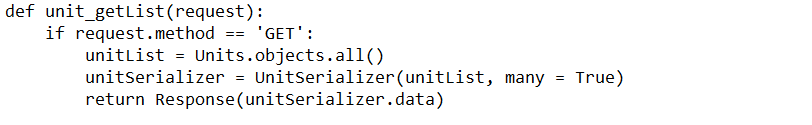 def unit_getList(request):
    if request.method == 'GET':
        unitList = Units.objects.all()
        unitSerializer = UnitSerializer(unitList, many = True)
        return Response(unitSerializer.data)